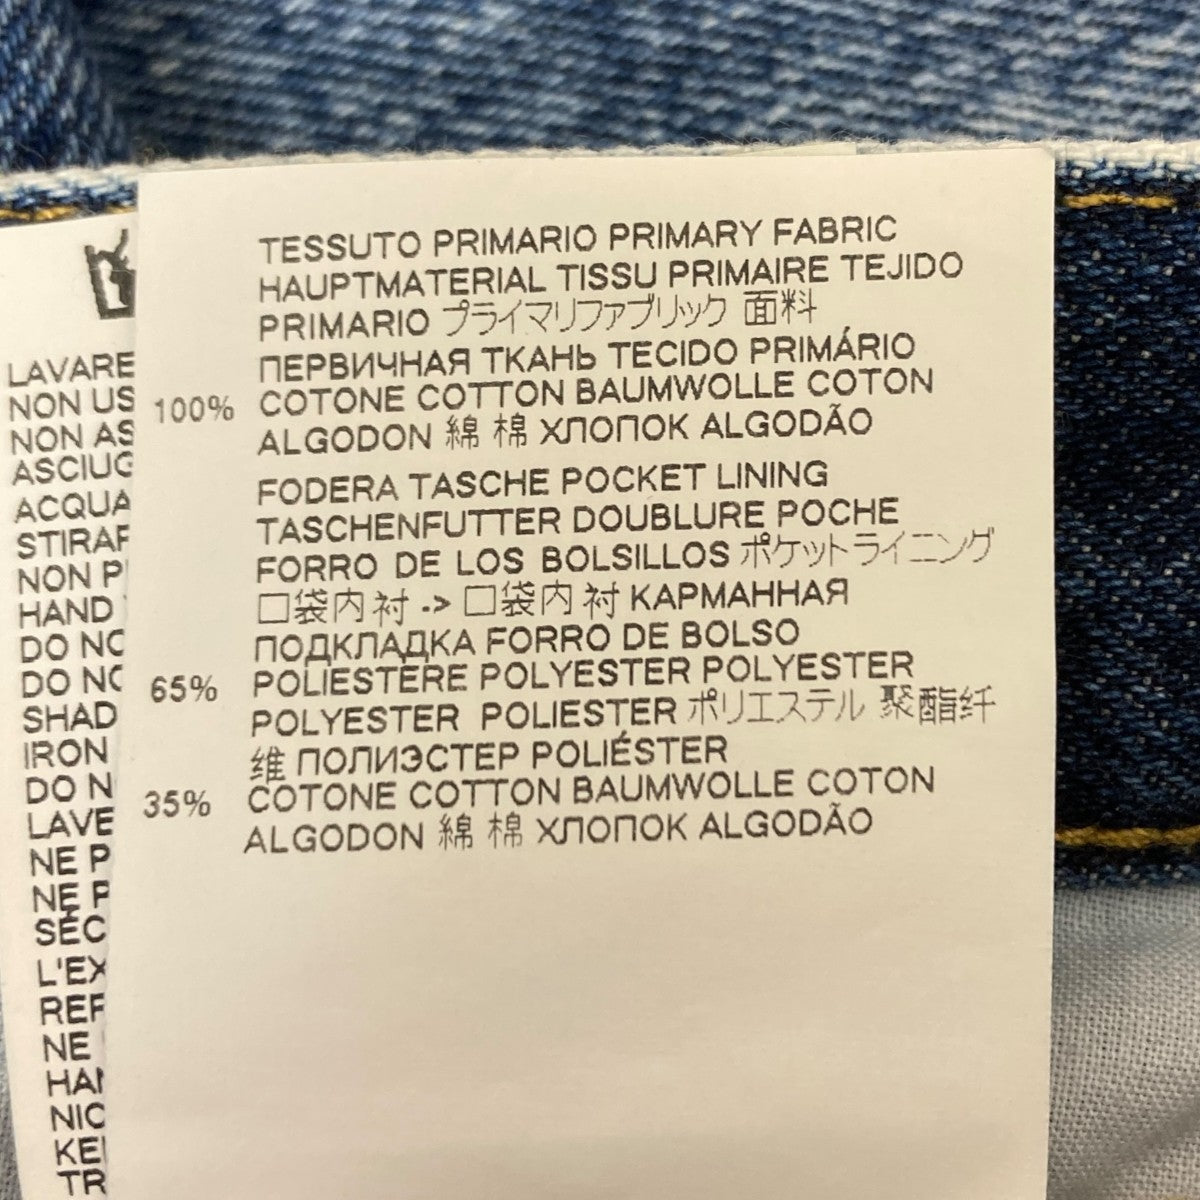 TESSUTO PRIMARIO PRIMARY FABRIC
HAUPTMATERIAL TISSU PRIMAIRE TEJIDO
PRIMARIO プライマリファブリック 面料
ПЕРВИЧНАЯ ТКАНЬ TECIDO PRIMÁRIO
100% COTONE COTTON BAUMWOLLE COTON
ALGODON 綿 棉 ХЛОПОК ALGODÃO
FODERA TASCHE POCKET LINING
TASCHENFUTTER DOUBLURE POCHE
FORRO DE LOS BOLSILLOS ポケットライニング
口袋内衬 -> 口袋内衬 КАРМАННАЯ
ПОДКЛАДКА FORRO DE BOLSO
65% POLIESTERE POLYESTER POLYESTER
POLYESTER POLIESTER ポリエステル 聚酯纤
维 ПОЛИЭСТЕР POLIÉSTER
35% COTONE COTTON BAUMWOLLE COTON
ALGODON 綿 棉 ХЛОПОК ALGODÃO
LAVARE
NON US
NON AS
ASCIUG
ACQUA
STIRAR
NON P
HAND
DO NO
DO NO
SHAD
IRON
DO N
LAVE
NE P
NE P
SÉC
L'EX
REP
NE
HAN
NIC
KEI
TR